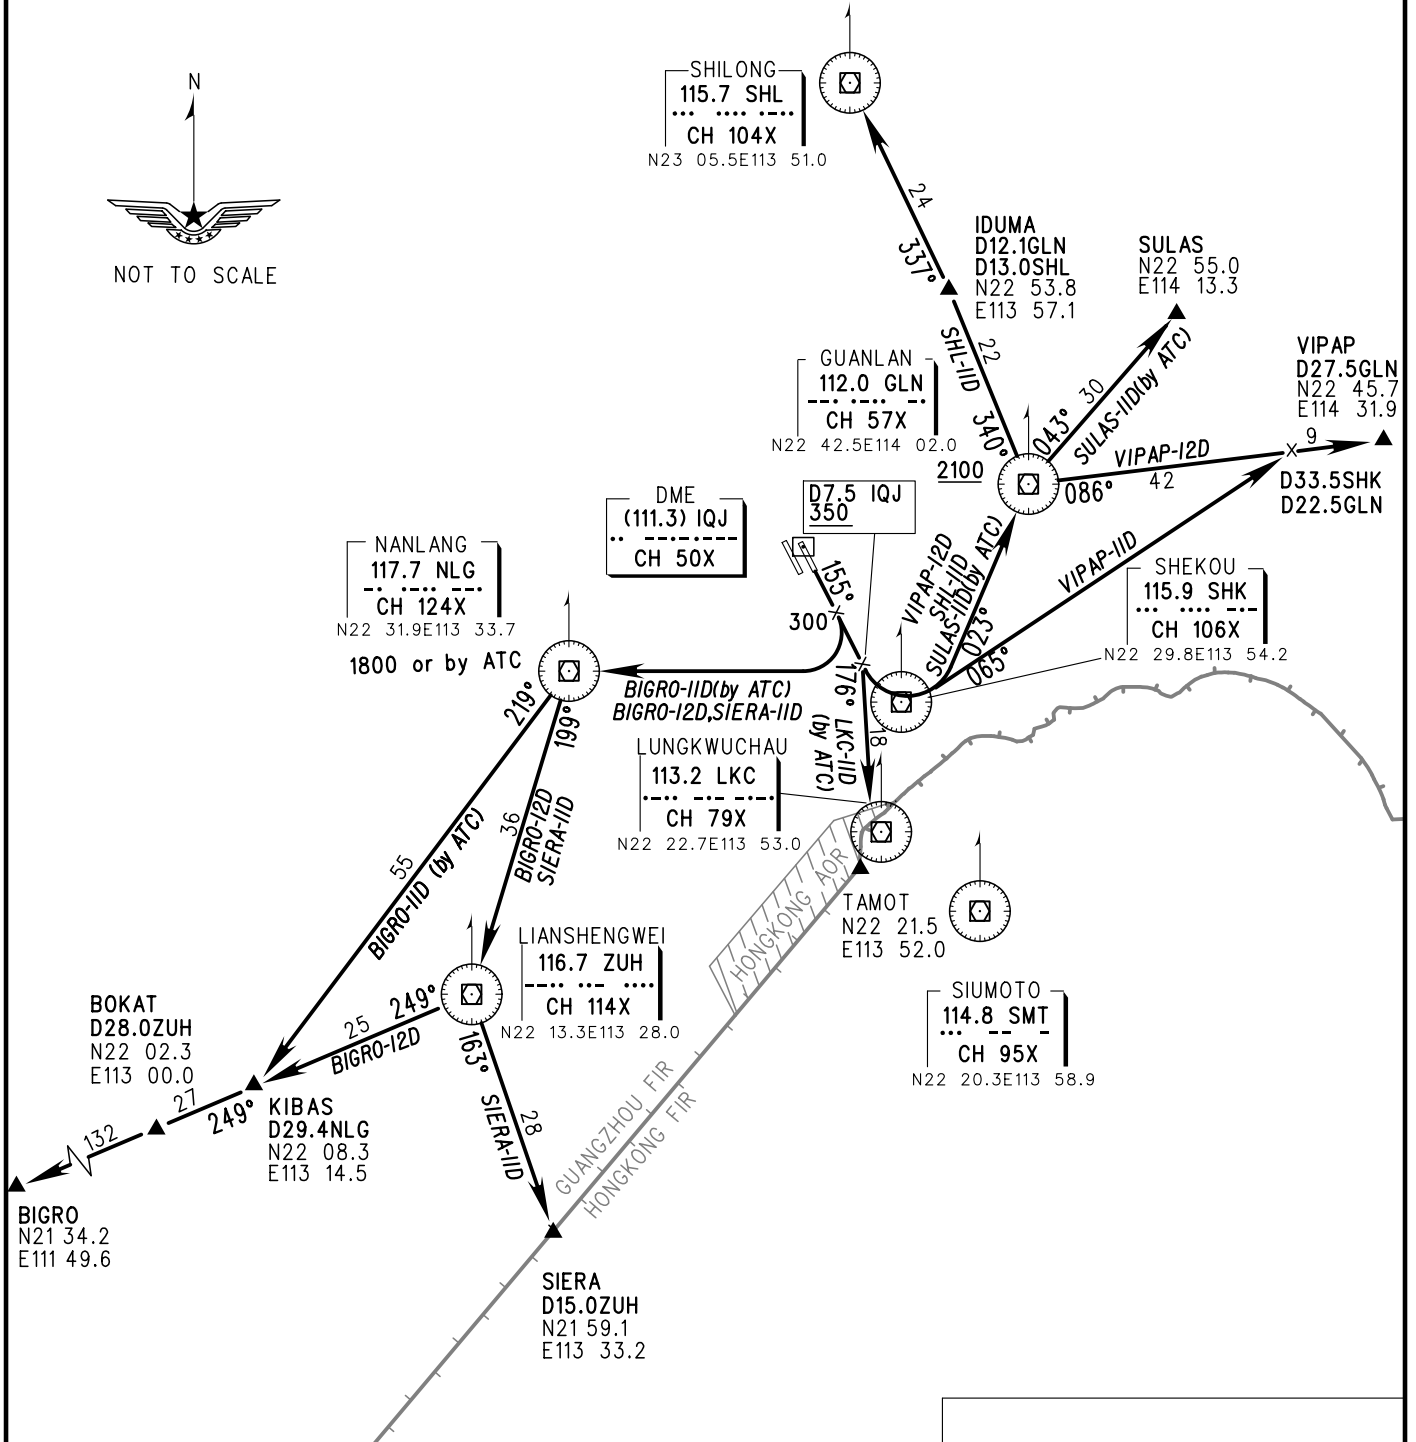 N
NOT TO SCALE
SHILONG
115.7 SHL
CH 104X
N23 05.5E113 51.0
24
337°
IDUMA
D12.1GLN
D13.0SHL
N22 53.8
E113 57.1
SULAS
N22 55.0
E114 13.3
VIPAP
D27.5GLN
N22 45.7
E114 31.9
SHL-11D
22
340°
GUANLAN
112.0 GLN
CH 57X
N22 42.5E114 02.0
2100
043°
30
SULAS-11D(by ATC)
VIPAP-12D
086°
42
9
D33.5SHK
D22.5GLN
DME
(111.3) IQJ
CH 50X
D7.5 IQJ
350
155°
300
NANLANG
117.7 NLG
CH 124X
N22 31.9E113 33.7
1800 or by ATC
VIPAP-12D
SHL-11D
SULAS-11D(by ATC)
023°
065°
VIPAP-11D
SHEKOU
115.9 SHK
CH 106X
N22 29.8E113 54.2
BIGRO-11D(by ATC)
BIGRO-12D,SIERA-11D
176°
LKC-11D
(by ATC)
18
219°
199°
LUNGKWUCHAU
113.2 LKC
CH 79X
N22 22.7E113 53.0
36
BIGRO-12D
SIERA-11D
55
BIGRO-11D (by ATC)
HONGKONG AOR
TAMOT
N22 21.5
E113 52.0
LIANSHENGWEI
116.7 ZUH
CH 114X
N22 13.3E113 28.0
SIUMOTO
114.8 SMT
CH 95X
N22 20.3E113 58.9
249°
25
BIGRO-12D
163°
SIERA-11D
28
BOKAT
D28.0ZUH
N22 02.3
E113 00.0
27
249°
KIBAS
D29.4NLG
N22 08.3
E113 14.5
132
GUANGZHOU FIR
HONGKONG FIR
BIGRO
N21 34.2
E111 49.6
SIERA
D15.0ZUH
N21 59.1
E113 33.2